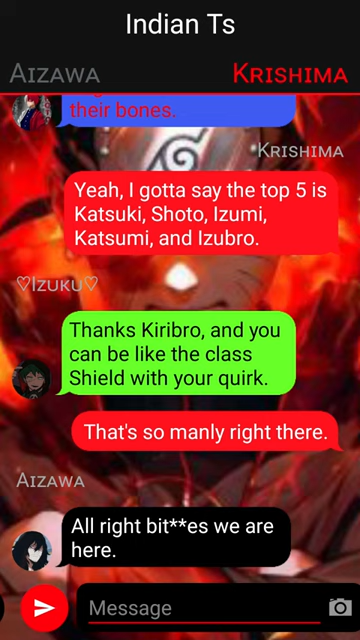 Indian Ts
Aizawa
Krishima
their bones.
Krishima
Yeah, I gotta say the top 5 is
Katsuki, Shoto, Izumi,
Katsumi, and Izubro.
♡Izuku♡
Thanks Kiribro, and you
can be like the class
Shield with your quirk.
That's so manly right there.
Aizawa
All right bit**es we are
here.
Message